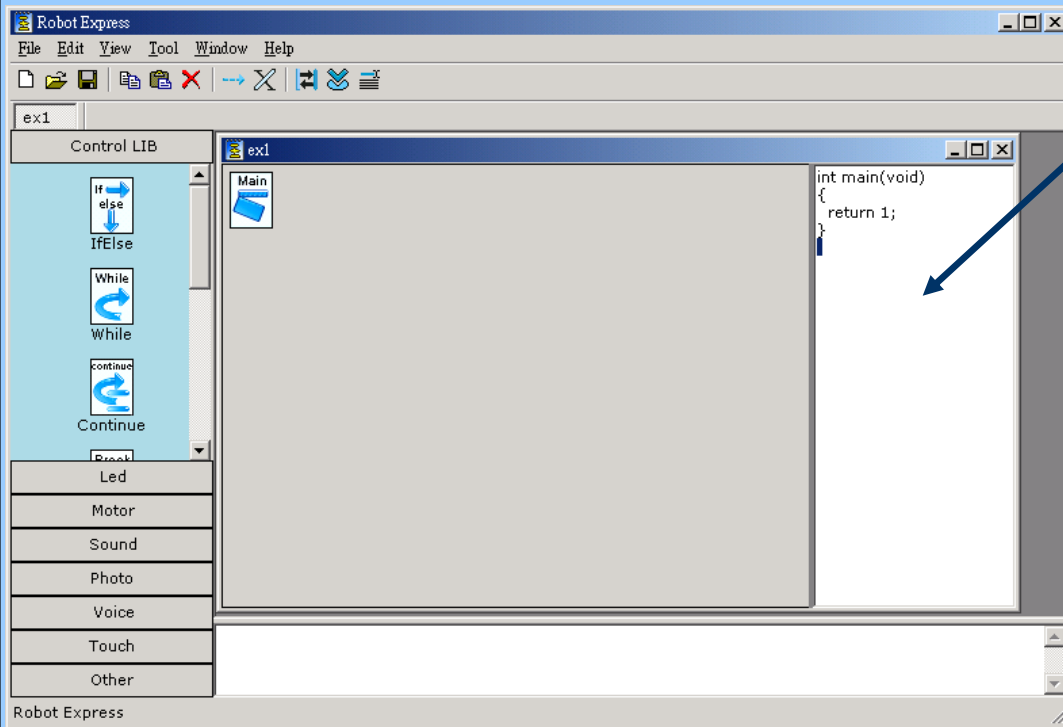 Robot Express
File Edit View Tool Window Help
ex1
Control LIB
If
else
IfElse
While
While
continue
Continue
Break
Led
Motor
Sound
Photo
Voice
Touch
Other
ex1
Main
int main(void)
{
return 1;
}
Robot Express